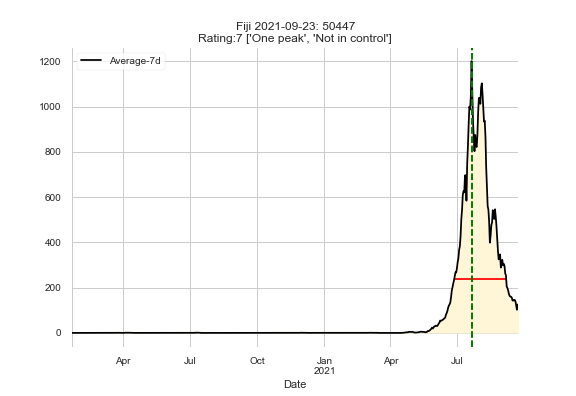 Fiji 2021-09-23: 50447
Rating:7 ['One peak', 'Not in control']
Average-7d
1200
1000
800
600
400
200
0
Apr
Jul
Oct
Jan
2021
Apr
Jul
Date